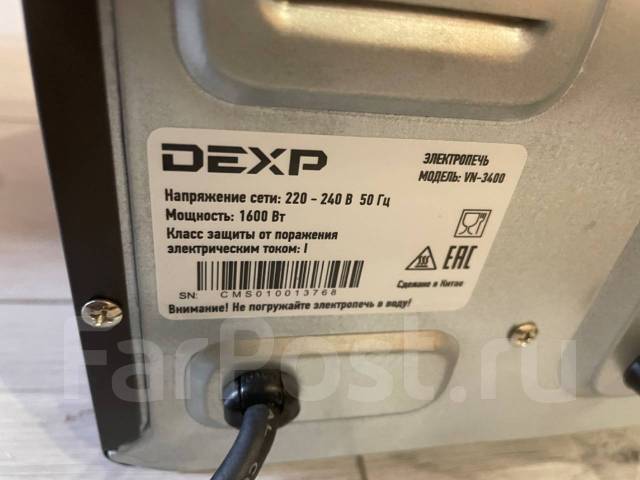 DEXP
ЭЛЕКТРОПЕЧЬ
МОДЕЛЬ: VN-3400
Напряжение сети: 220 - 240 В 50 Гц
Мощность: 1600 Вт
Класс защиты от поражения
электрическим током: I
EAC
Сделано в Китае
SN: CMS010013768
Внимание! Не погружайте электропечь в воду!
FarPost.ru